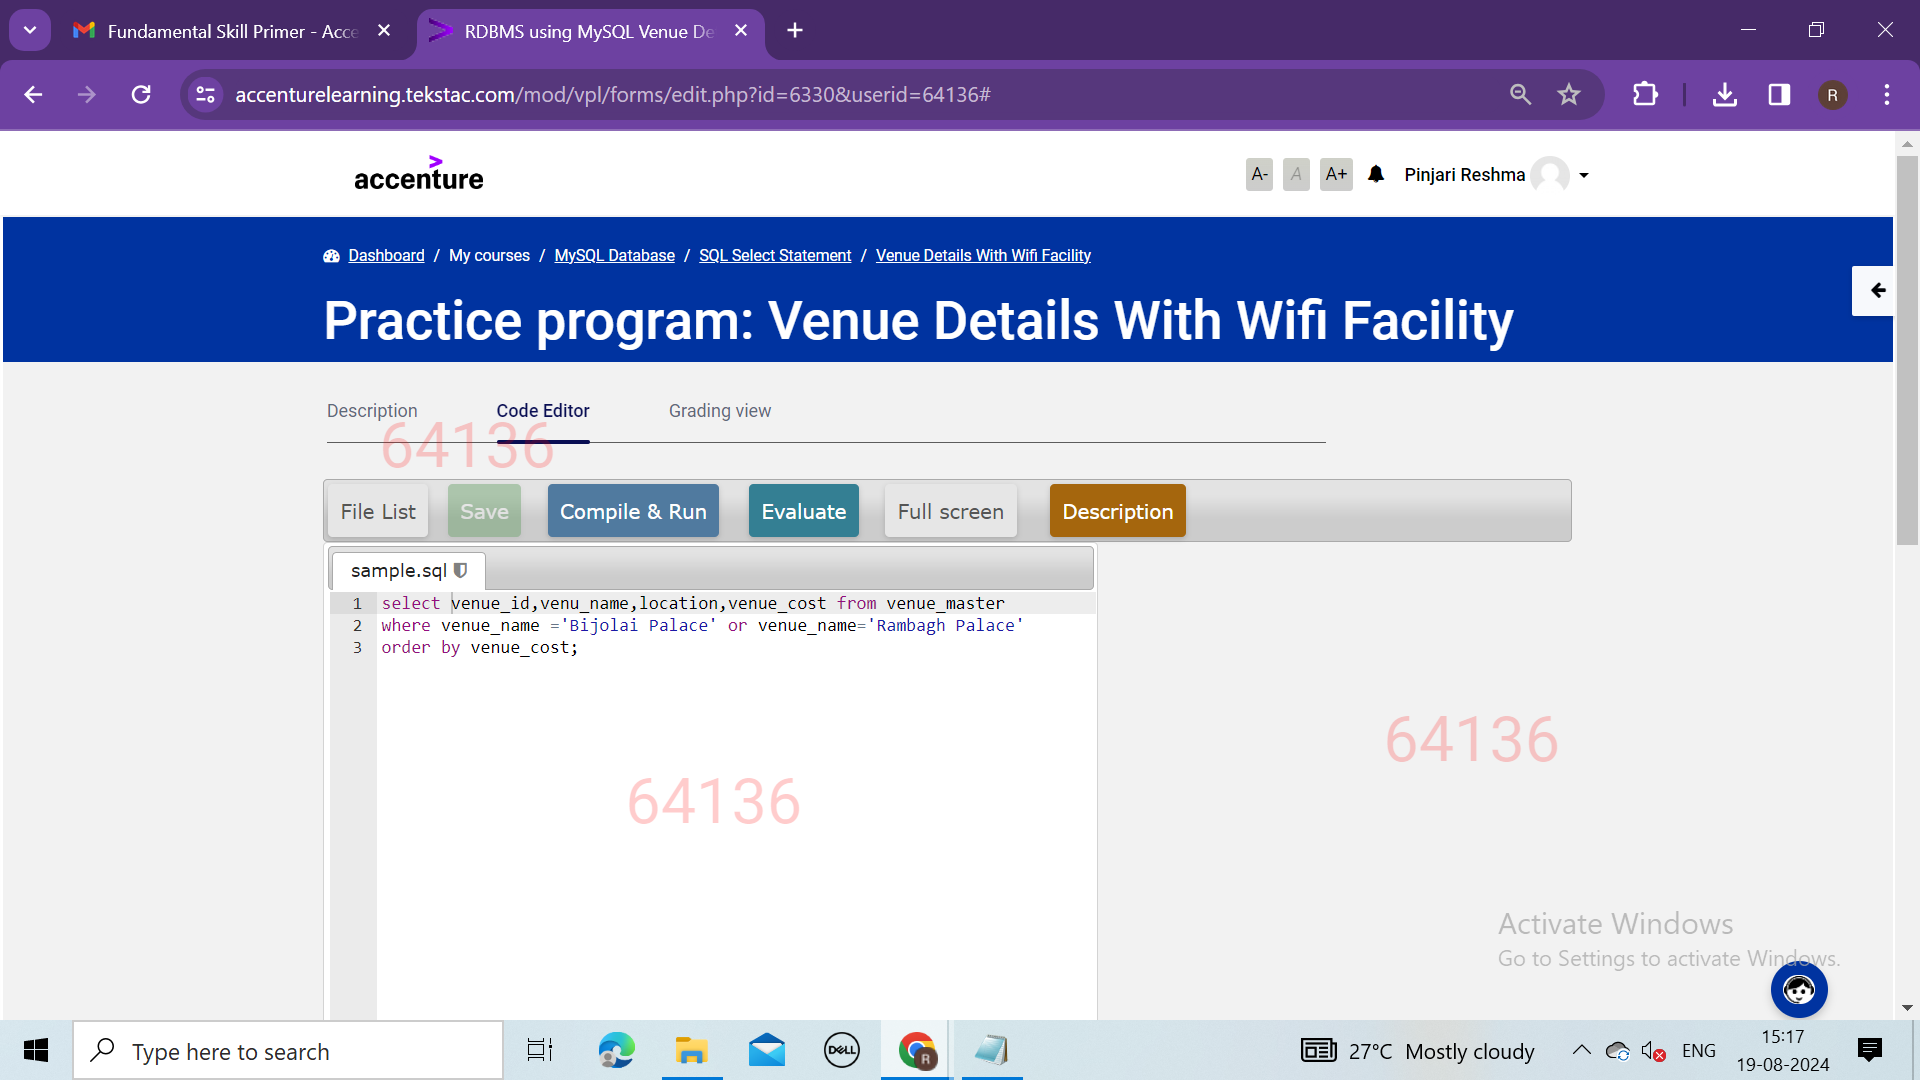 Fundamental Skill Primer - Acce
RDBMS using MySQL Venue De
accenturelearning.tekstac.com/mod/vpl/forms/edit.php?id=6330&userid=64136#
R
accenture
A-
A
A+
Pinjari Reshma
Dashboard / My courses / MySQL Database / SQL Select Statement / Venue Details With Wifi Facility
Practice program: Venue Details With Wifi Facility
Description
Code Editor
Grading view
64136
File List
Save
Compile & Run
Evaluate
Full screen
Description
sample.sql
1 select venue_id,venu_name,location,venue_cost from venue_master
2 where venue_name ='Bijolai Palace' or venue_name='Rambagh Palace'
3 order by venue_cost;
64136
64136
Activate Windows
Go to Settings to activate Windows.
Type here to search
DELL
R
27°C Mostly cloudy
ENG
15:17
19-08-2024